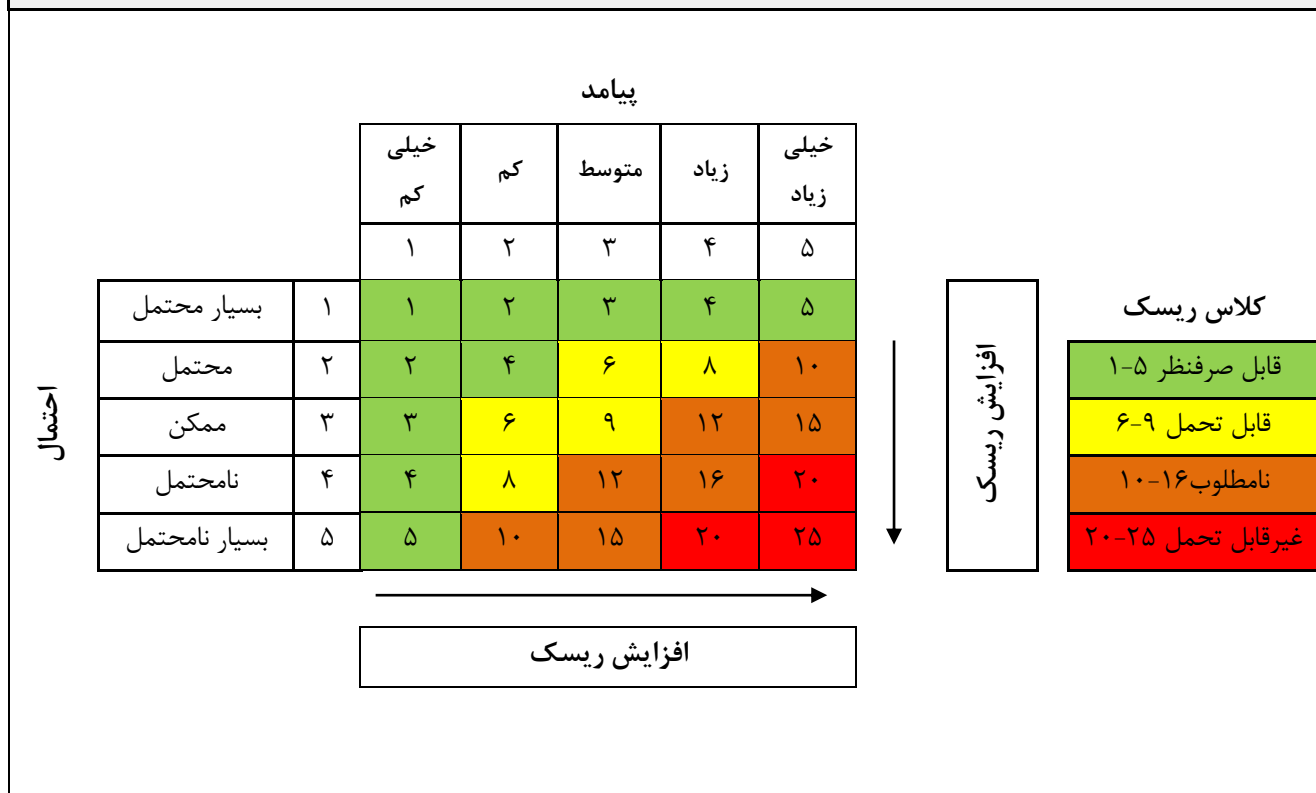 پیامد
خیلی کم
کم
متوسط
زیاد
خیلی زیاد
۱ ۲ ۳ ۴ ۵
احتمال
بسیار محتمل ۱ ۱ ۲ ۳ ۴ ۵
محتمل ۲ ۲ ۴ ۶ ۸ ۱۰
ممکن ۳ ۳ ۶ ۹ ۱۲ ۱۵
نامحتمل ۴ ۴ ۸ ۱۲ ۱۶ ۲۰
بسیار نامحتمل ۵ ۵ ۱۰ ۱۵ ۲۰ ۲۵
افزایش ریسک
افزایش ریسک
کلاس ریسک
قابل صرفنظر ۵-۱
قابل تحمل ۹-۶
نامطلوب۱۶-۱۰
غیرقابل تحمل ۲۵-۲۰